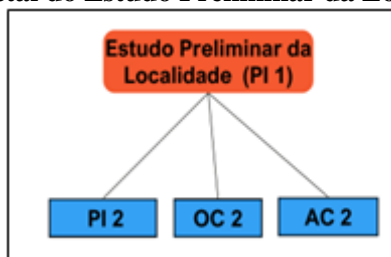 Estudo Preliminar da
Localidade (PI 1)
PI 2
OC 2
AC 2